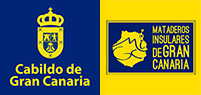 Cabildo de
Gran Canaria
MATADEROS
INSULARES
DE GRAN
CANARIA